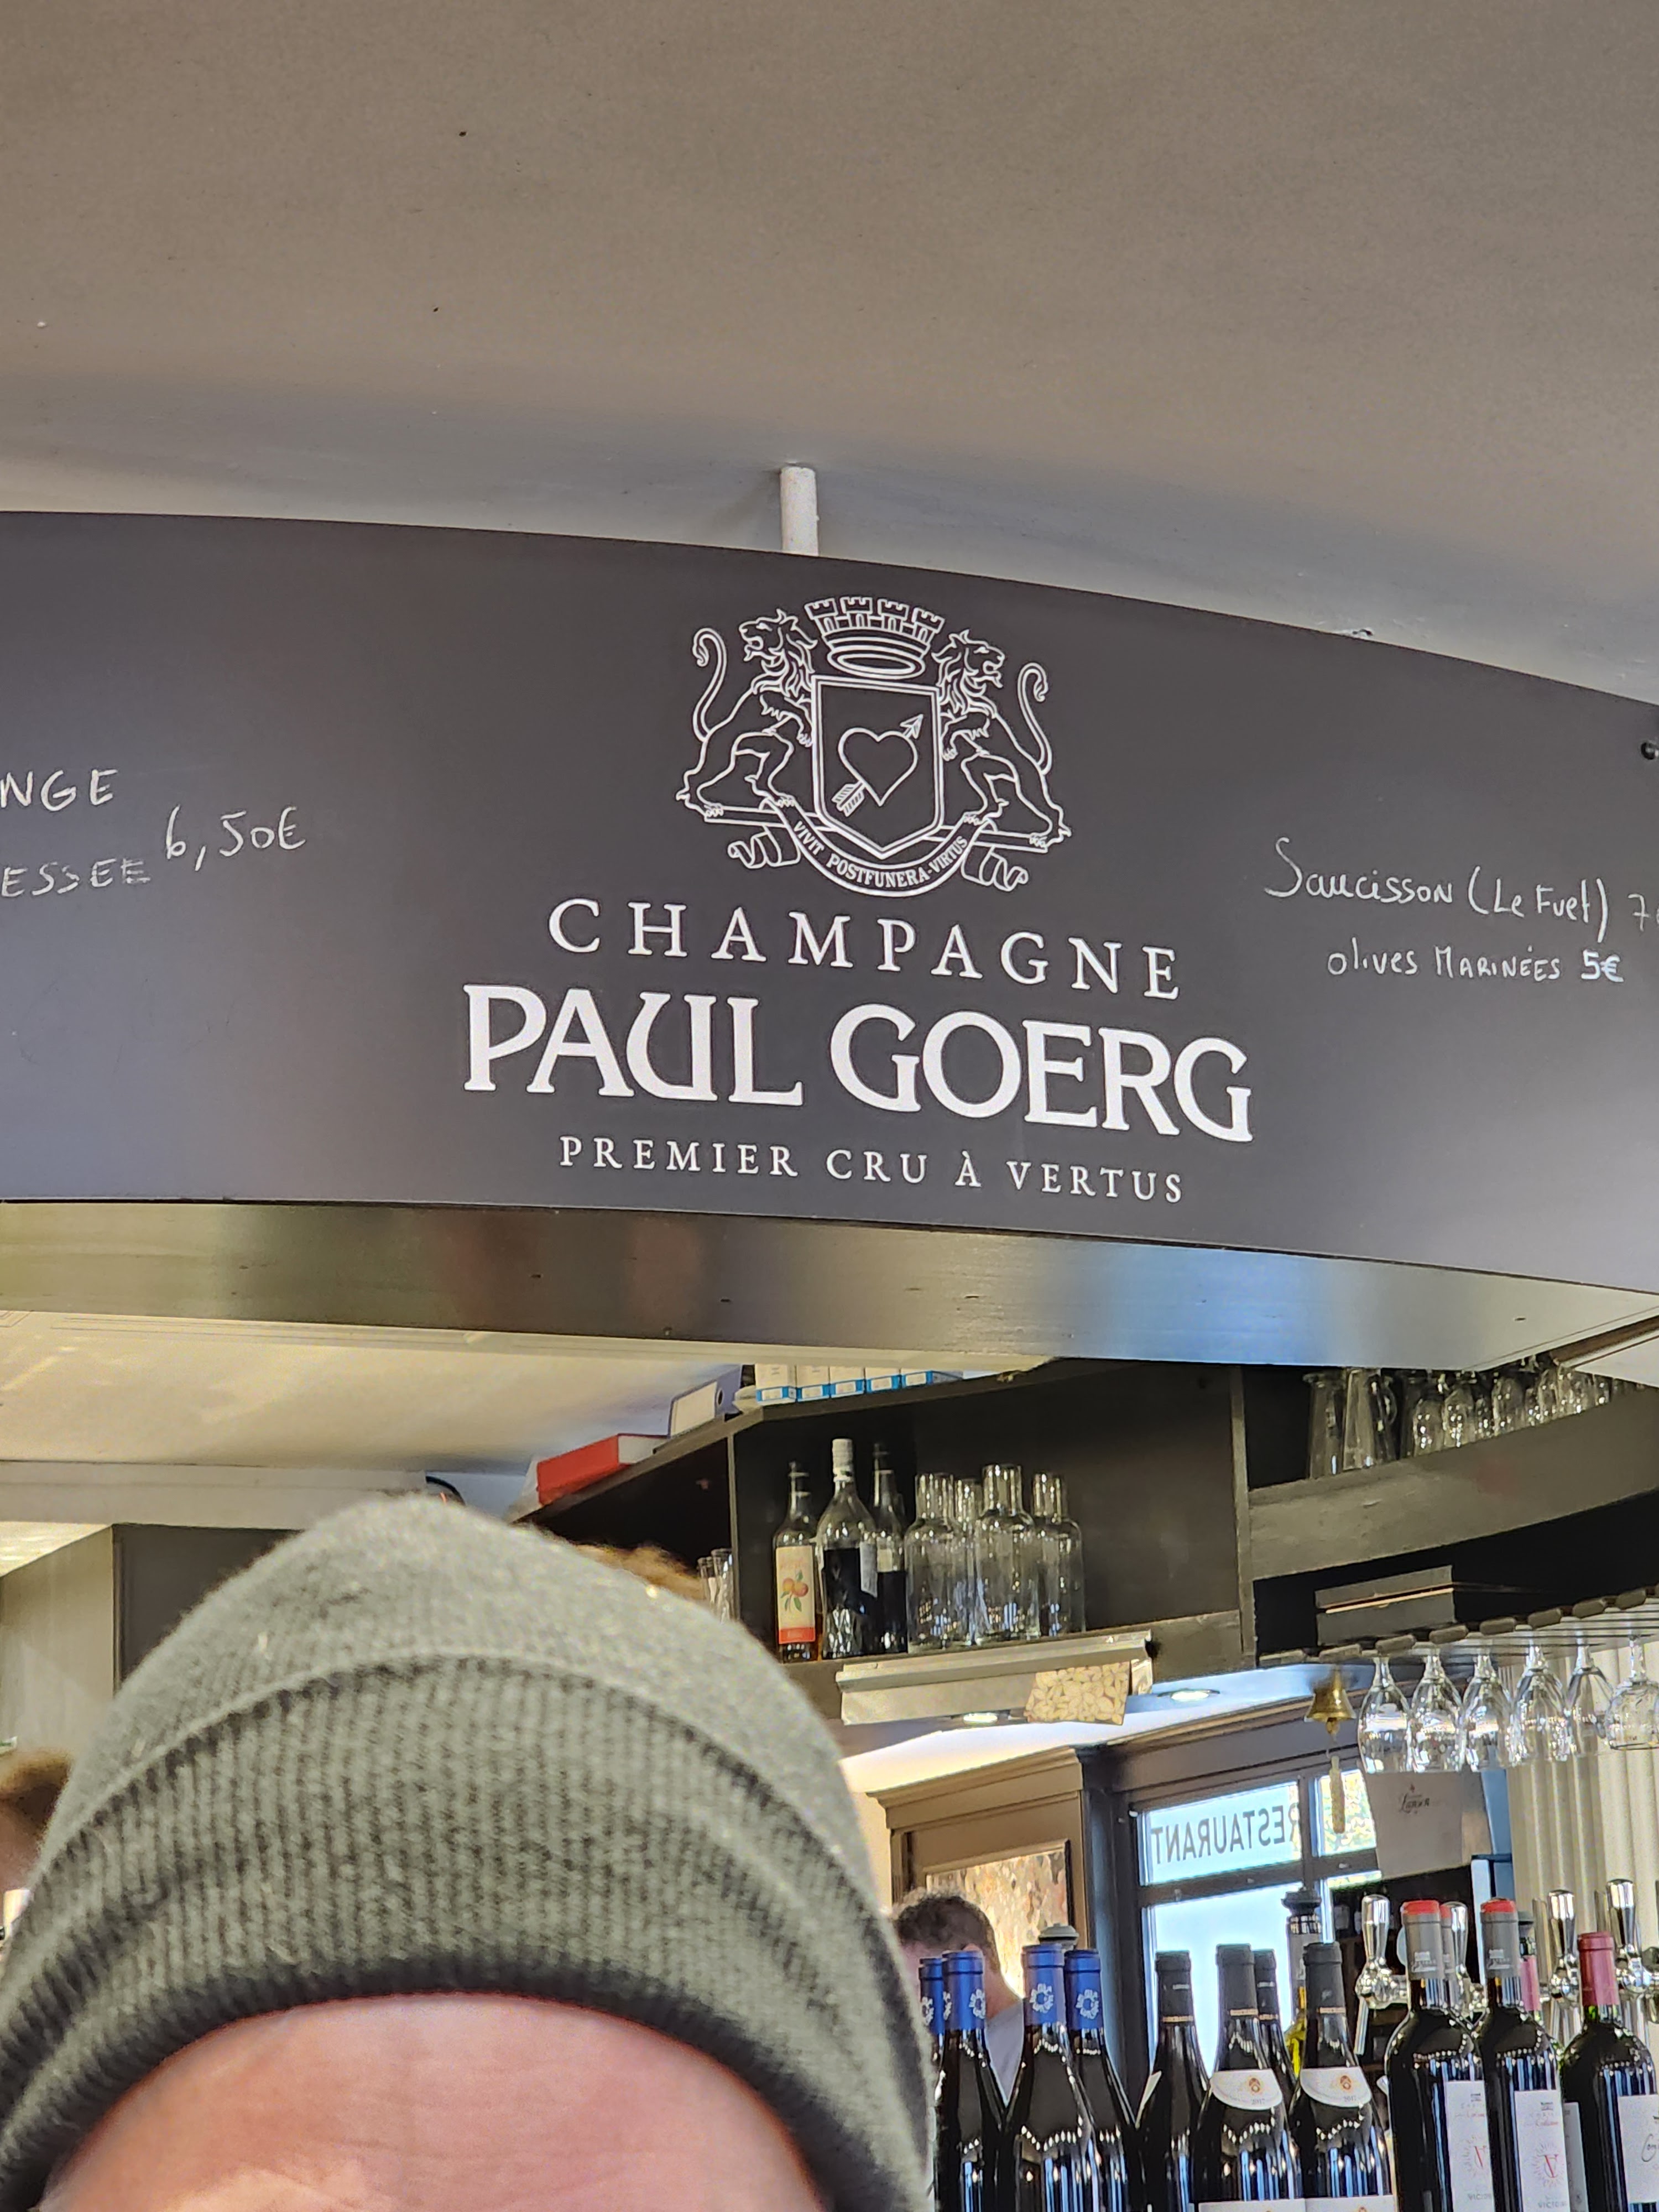 NGE
ESSEE 6,50€
VIVIT POSTFUNERA·VIRTUS
CHAMPAGNE
PAUL GOERG
PREMIER CRU À VERTUS
Saucisson (Le Fuet) 7€
olives MARINÉES 5€
RESTAURANT